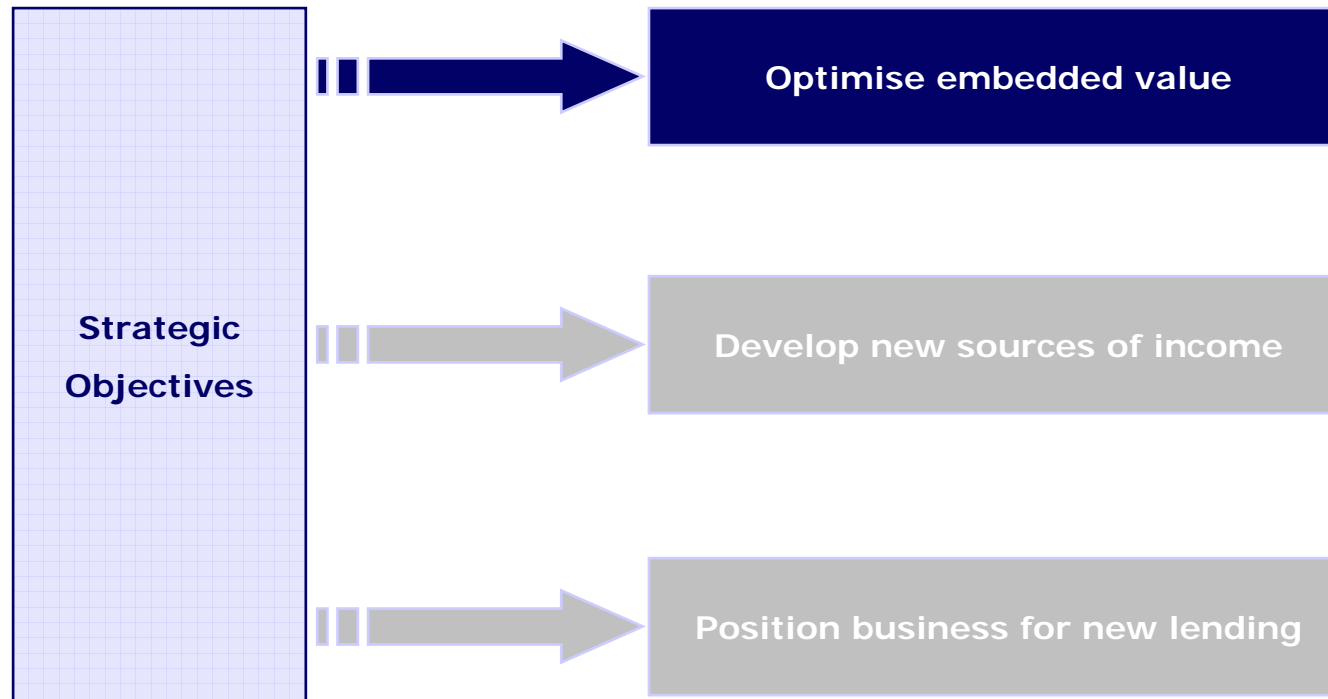 Optimise embedded value
Strategic
Objectives
Develop new sources of income
Position business for new lending